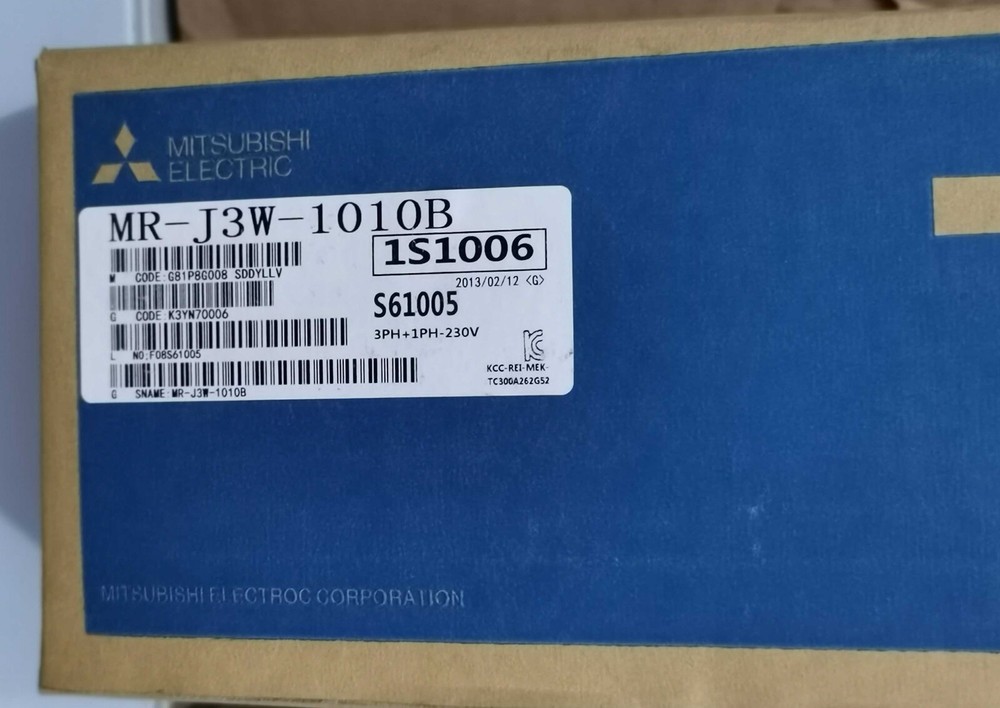 MITSUBISHI
ELECTRIC
MR-J3W-1010B
1S1006
M CODE:G81P8G008 SDDYLLV
2013/02/12 <G>
S61005
G CODE:K3YN70006
3PH+1PH-230V
L NO:F08S61005
KCC-REI-MEK-
TC300A262G52
G SNAME:MR-J3W-1010B
MITSUBISHI ELECTROC CORPORATION